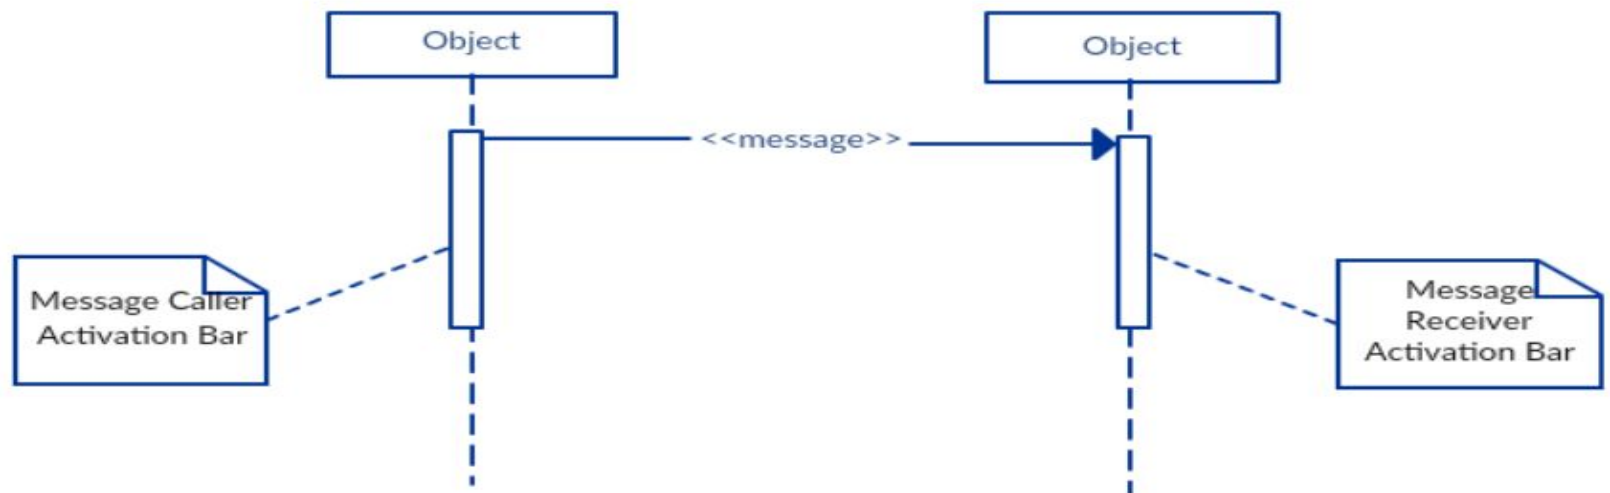 Object
Object
<<message>>
Message Caller
Activation Bar
Message
Receiver
Activation Bar